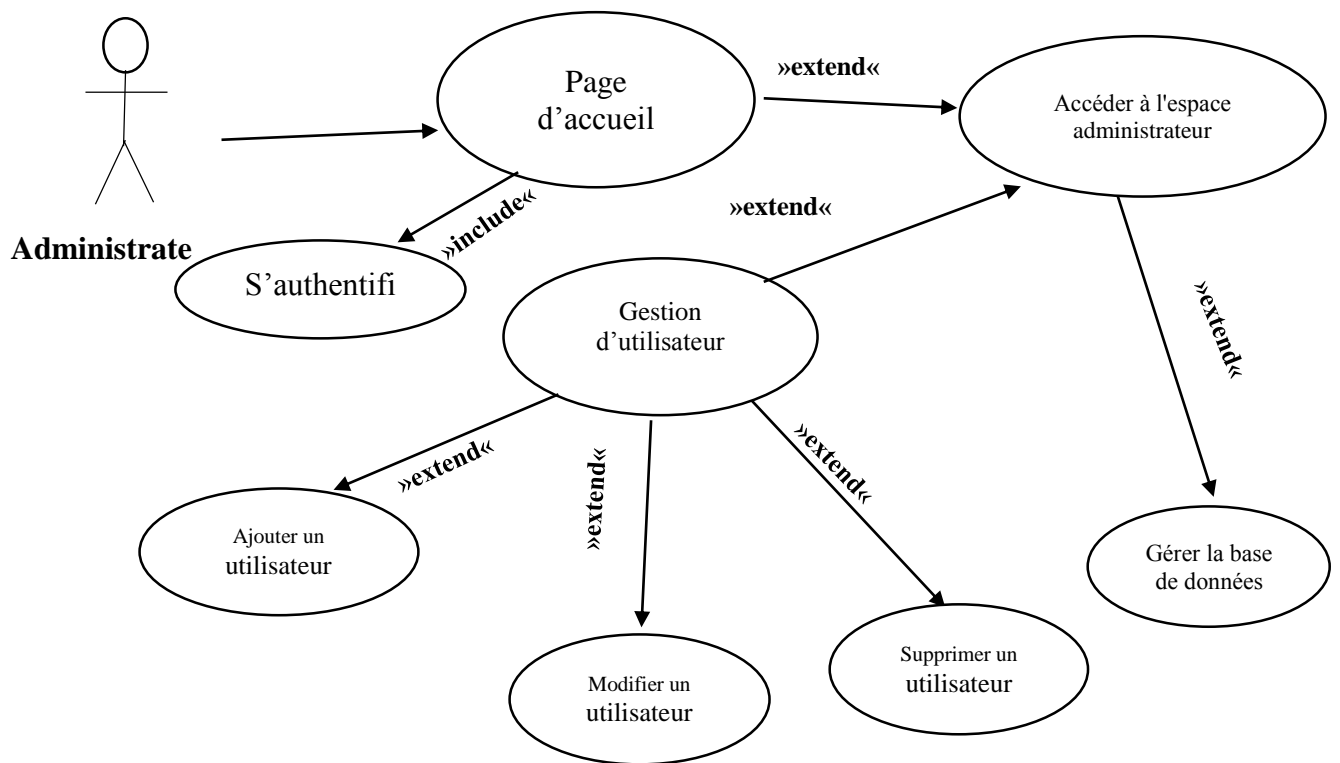 Page
d’accueil
»extend«
Accéder à l'espace
administrateur
Administrate
»include«
S’authentifi
»extend«
Gestion
d’utilisateur
»extend«
»extend«
»extend«
»extend«
Ajouter un
utilisateur
Gérer la base
de données
Modifier un
utilisateur
Supprimer un
utilisateur